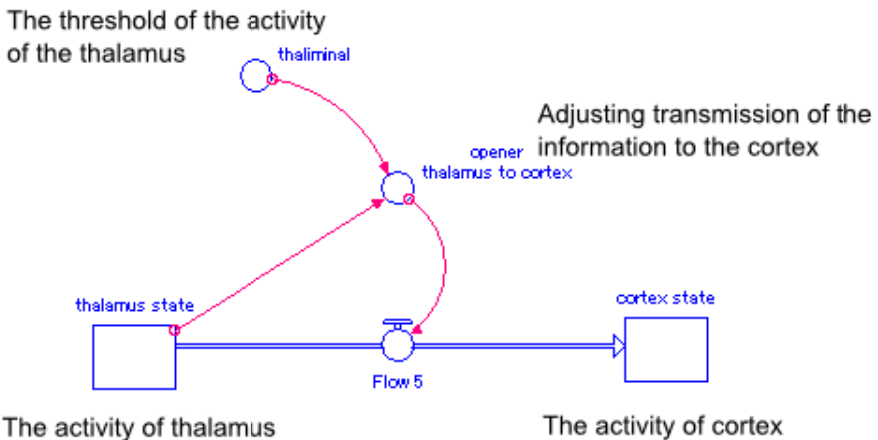 The threshold of the activity
of the thalamus
thaliminal
Adjusting transmission of the
information to the cortex
opener
thalamus to cortex
thalamus state
cortex state
Flow 5
The activity of thalamus
The activity of cortex